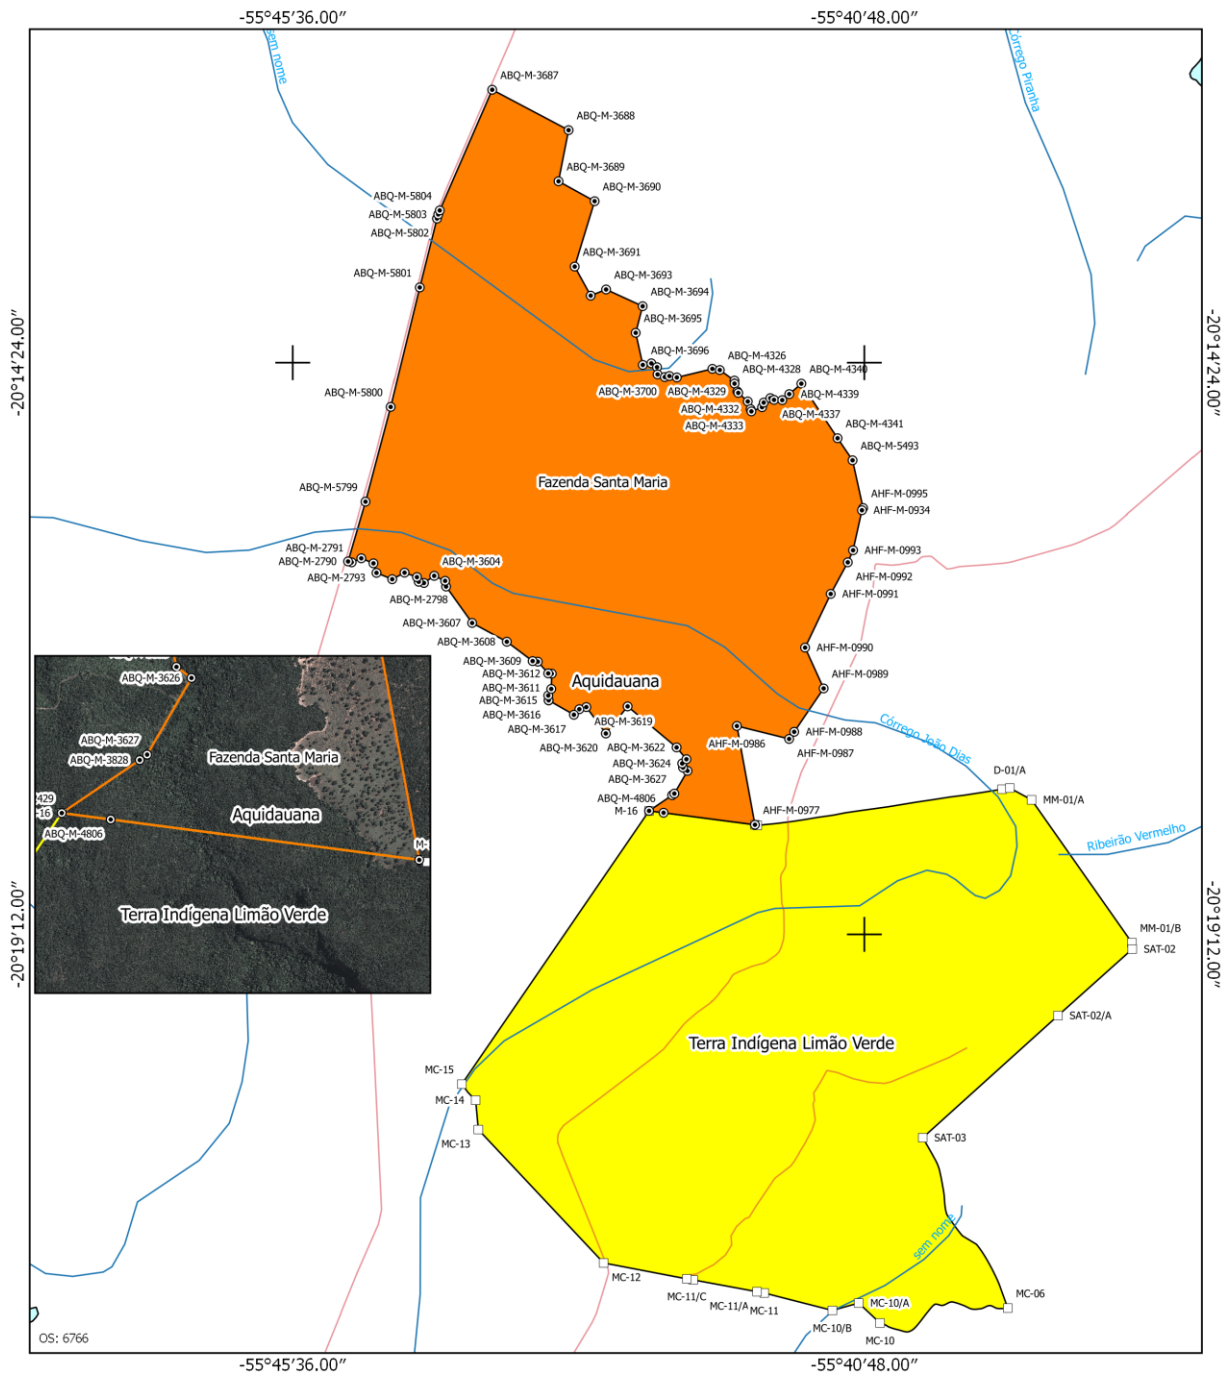 -55°45′36.00″
-55°40′48.00″
sem nome
Córrego Piranha
ABQ-M-3687
ABQ-M-3688
ABQ-M-3689
ABQ-M-3690
ABQ-M-5804
ABQ-M-5803
ABQ-M-5802
ABQ-M-3691
ABQ-M-5801
ABQ-M-3693
ABQ-M-3694
ABQ-M-3695
-20°14′24.00″
-20°14′24.00″
ABQ-M-3696
ABQ-M-4326
ABQ-M-4328
ABQ-M-4340
ABQ-M-3700
ABQ-M-4329
ABQ-M-4339
ABQ-M-5800
ABQ-M-4332
ABQ-M-4337
ABQ-M-4333
ABQ-M-4341
ABQ-M-5493
Fazenda Santa Maria
ABQ-M-5799
AHF-M-0995
AHF-M-0934
ABQ-M-2791
ABQ-M-2790
ABQ-M-3604
AHF-M-0993
ABQ-M-2793
AHF-M-0992
ABQ-M-2798
AHF-M-0991
ABQ-M-3607
ABQ-M-3608
AHF-M-0990
ABQ-M-3609
ABQ-M-3612
Aquidauana
AHF-M-0989
ABQ-M-3611
ABQ-M-3615
ABQ-M-3616
ABQ-M-3619
ABQ-M-3617
AHF-M-0988
ABQ-M-3620
ABQ-M-3622
AHF-M-0986
AHF-M-0987
Córrego João Dias
ABQ-M-3624
ABQ-M-3627
D-01/A
ABQ-M-4806
MM-01/A
M-16
AHF-M-0977
Ribeirão Vermelho
ABQ-M-3626
ABQ-M-3627
ABQ-M-3828
Fazenda Santa Maria
2429
-16
Aquidauana
ABQ-M-4806
M-
Terra Indígena Limão Verde
-20°19′12.00″
-20°19′12.00″
MM-01/B
SAT-02
SAT-02/A
Terra Indígena Limão Verde
MC-15
MC-14
MC-13
SAT-03
sem nome
MC-12
MC-11/C
MC-11/A
MC-11
MC-10/A
MC-06
MC-10/B
MC-10
OS: 6766
-55°45′36.00″
-55°40′48.00″